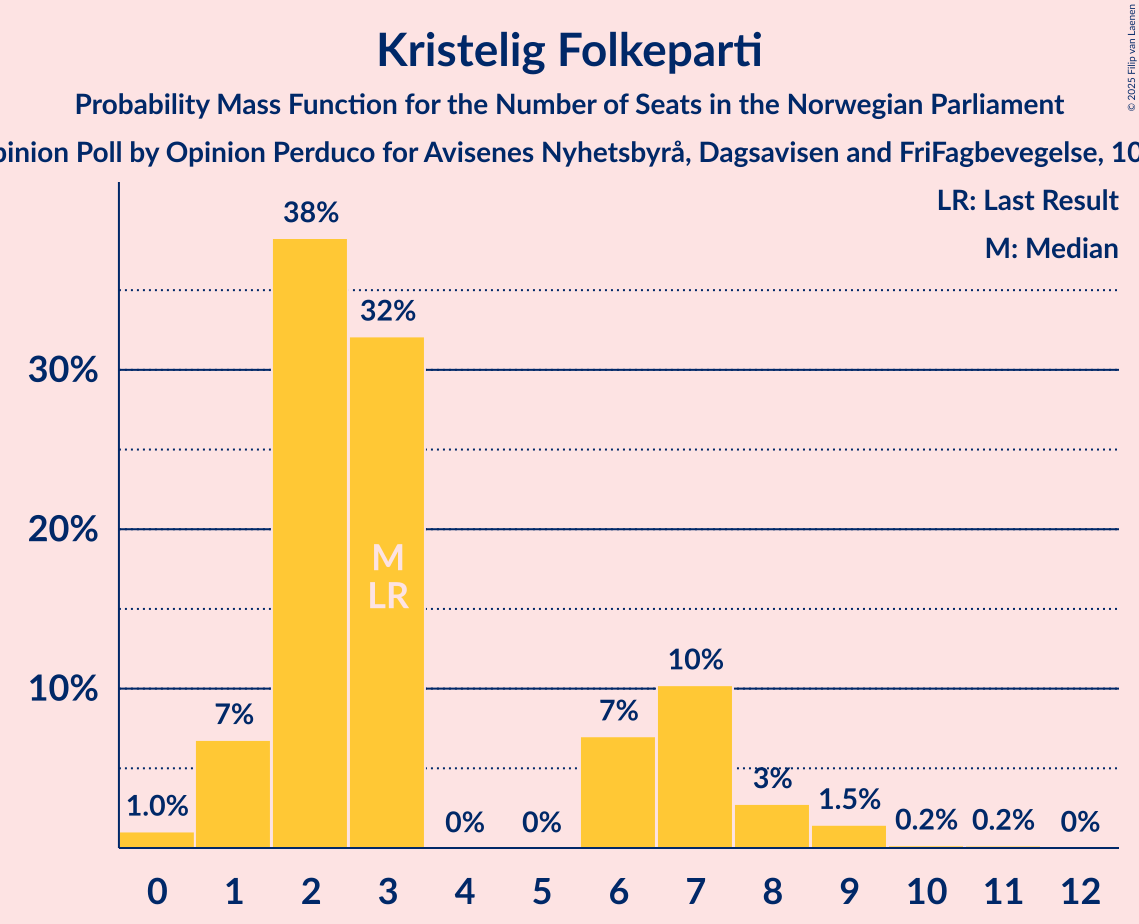 © 2025 Filip van Laenen
Kristelig Folkeparti
Probability Mass Function for the Number of Seats in the Norwegian Parliament
pinion Poll by Opinion Perduco for Avisenes Nyhetsbyrå, Dagsavisen and FriFagbevegelse, 10
LR: Last Result
M: Median
38%
32%
30%
20%
M
LR
10%
10%
7%
7%
3%
1.0%
0%
0%
1.5%
0.2%
0.2%
0%
0 1 2 3 4 5 6 7 8 9 10 11 12